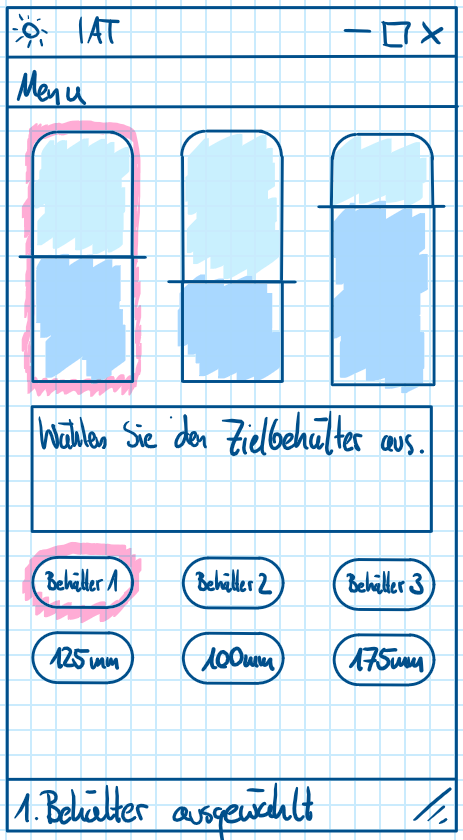 IAT
Menu
Wählen Sie den Zielbehälter aus.
Behälter 1 Behälter 2 Behälter 3
125mm 100mm 175mm
1. Behälter ausgewählt